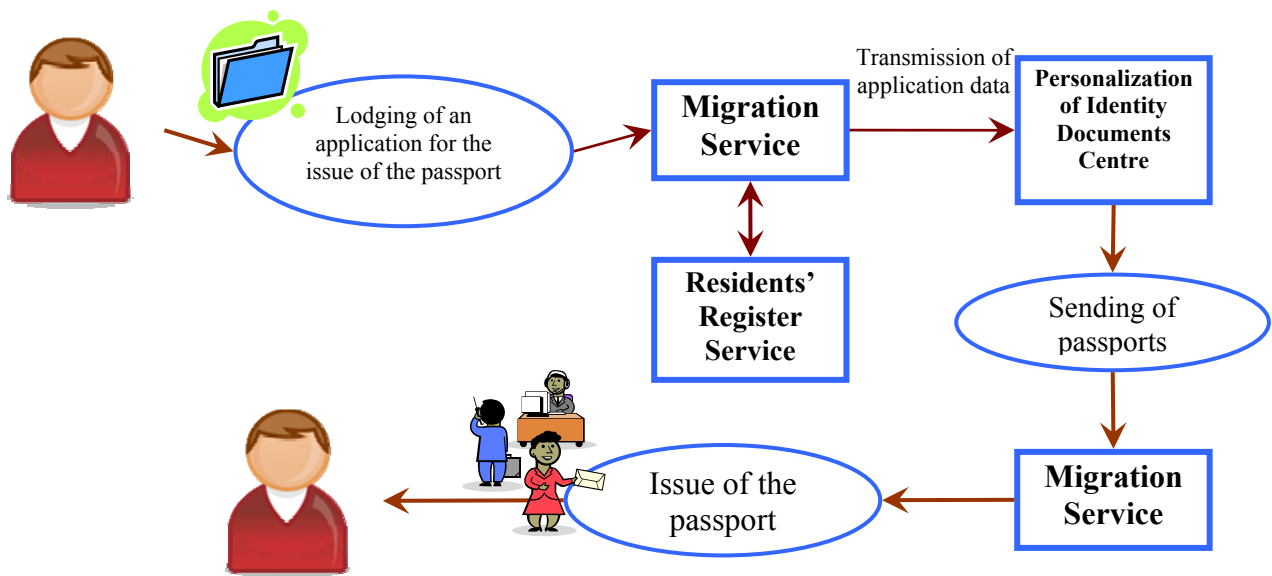 Lodging of an
application for the
issue of the passport
Migration
Service
Transmission of
application data
Personalization
of Identity
Documents
Centre
Residents’
Register
Service
Sending of
passports
Migration
Service
Issue of the
passport